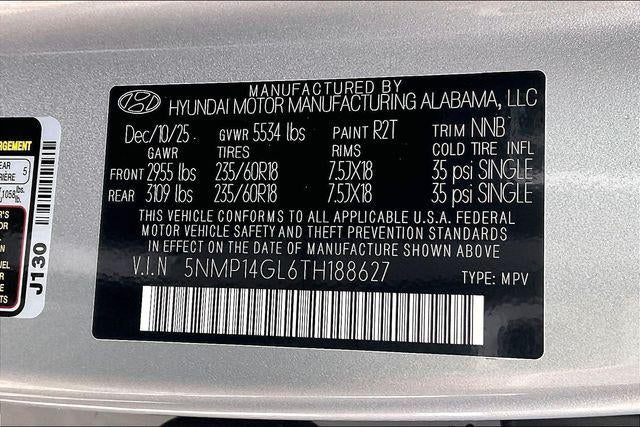 MANUFACTURED BY
HYUNDAI MOTOR MANUFACTURING ALABAMA, LLC
Dec/10/25 GVWR 5534 lbs PAINT R2T TRIM NNB
GAWR TIRES RIMS COLD TIRE INFL
FRONT 2955 lbs 235/60R18 7.5JX18 35 psi SINGLE
REAR 3109 lbs 235/60R18 7.5JX18 35 psi SINGLE
THIS VEHICLE CONFORMS TO ALL APPLICABLE U.S.A. FEDERAL
MOTOR VEHICLE SAFETY AND THEFT PREVENTION STANDARDS
IN EFFECT ON THE DATE OF MANUFACTURE SHOWN ABOVE.
V.I.N 5NMP14GL6TH188627 TYPE: MPV
5
lbs.
J130